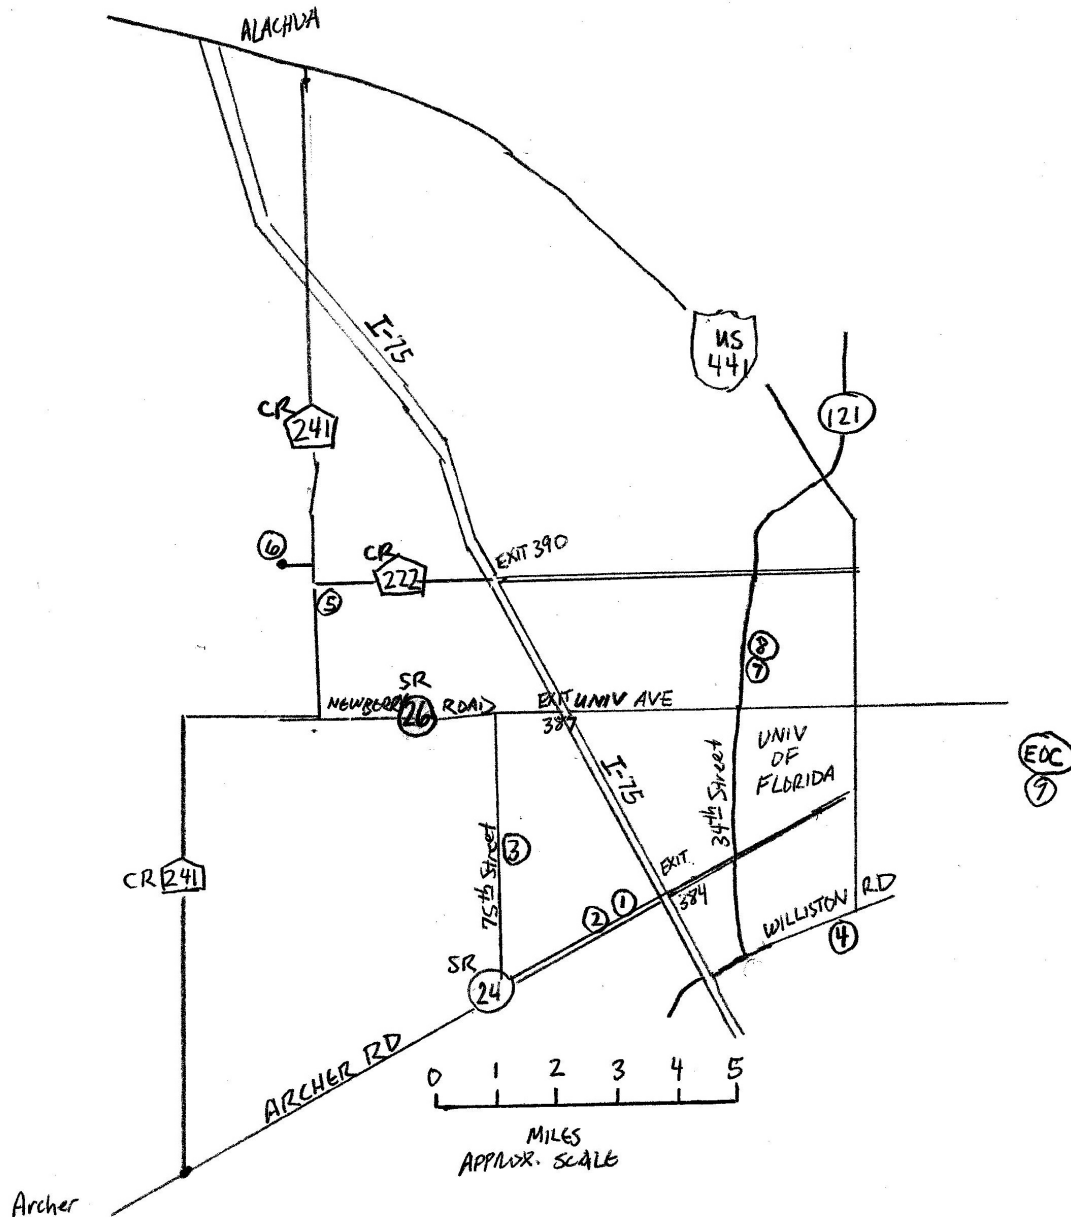 ALACHUA
I-75
US
441
121
CR
241
6
CR
222
EXIT 390
5
8
7
SR
NEWBERRY 26 ROAD
EXIT UNIV AVE
387
UNIV
OF
FLORIDA
EOC
9
I-75
34th Street
75th Street
3
CR 241
EXIT
384
1
2
WILLISTON RD
4
SR
24
ARCHER RD
0 1 2 3 4 5
MILES
APPROX. SCALE
Archer